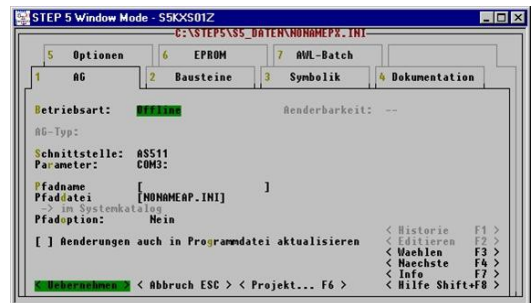 STEP 5 Window Mode - S5KXS01Z
C:\STEP5\S5_DATEN\NONAMEPX.INI
5 Optionen 6 EPROM 7 AWL-Batch
1 AG 2 Bausteine 3 Symbolik 4 Dokumentation
Betriebsart: Offline Aenderbarkeit: --
AG-Typ:
Schnittstelle: AS511
Parameter: COM3:
Pfadname [ ]
Pfaddatei [NONAMEAP.INI]
-> im Systemkatalog
Pfadoption: Nein
[ ] Aenderungen auch in Programmdatei aktualisieren
< Historie F1 >
< Editieren F2 >
< Waehlen F3 >
< Naechste F4 >
< Info F7 >
< Uebernehmen > < Abbruch ESC > < Projekt... F6 > < Hilfe Shift+F8 >